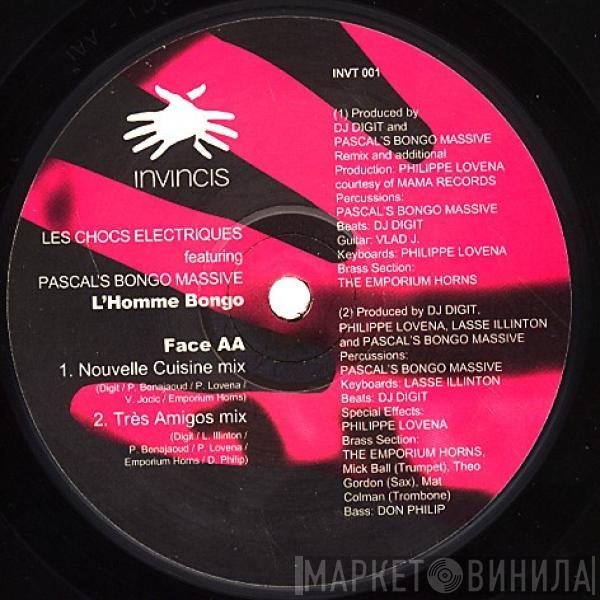 INVINCIS
LES CHOCS ELECTRIQUES
featuring
PASCAL'S BONGO MASSIVE
L'Homme Bongo
Face AA
1. Nouvelle Cuisine mix
(Digit / P. Bonajaoud / P. Lovena /
V. Jocic / Emporium Horns)
2. Très Amigos mix
(Digit / L. Illinton /
P. Bonajaoud / P. Lovena /
Emporium Horns / D. Philip)
INVT 001
(1) Produced by
DJ DIGIT and
PASCAL'S BONGO MASSIVE
Remix and additional
Production: PHILIPPE LOVENA
courtesy of MAMA RECORDS
Percussions:
PASCAL'S BONGO MASSIVE
Beats: DJ DIGIT
Guitar: VLAD J.
Keyboards: PHILIPPE LOVENA
Brass Section:
THE EMPORIUM HORNS
(2) Produced by DJ DIGIT,
PHILIPPE LOVENA, LASSE ILLINTON
and PASCAL'S BONGO MASSIVE
Percussions:
PASCAL'S BONGO MASSIVE
Keyboards: LASSE ILLINTON
Beats: DJ DIGIT
Special Effects:
PHILIPPE LOVENA
Brass Section:
THE EMPORIUM HORNS,
Mick Ball (Trumpet), Theo
Gordon (Sax), Mat
Colman (Trombone)
Bass: DON PHILIP
МАРКЕТ ВИНИЛА